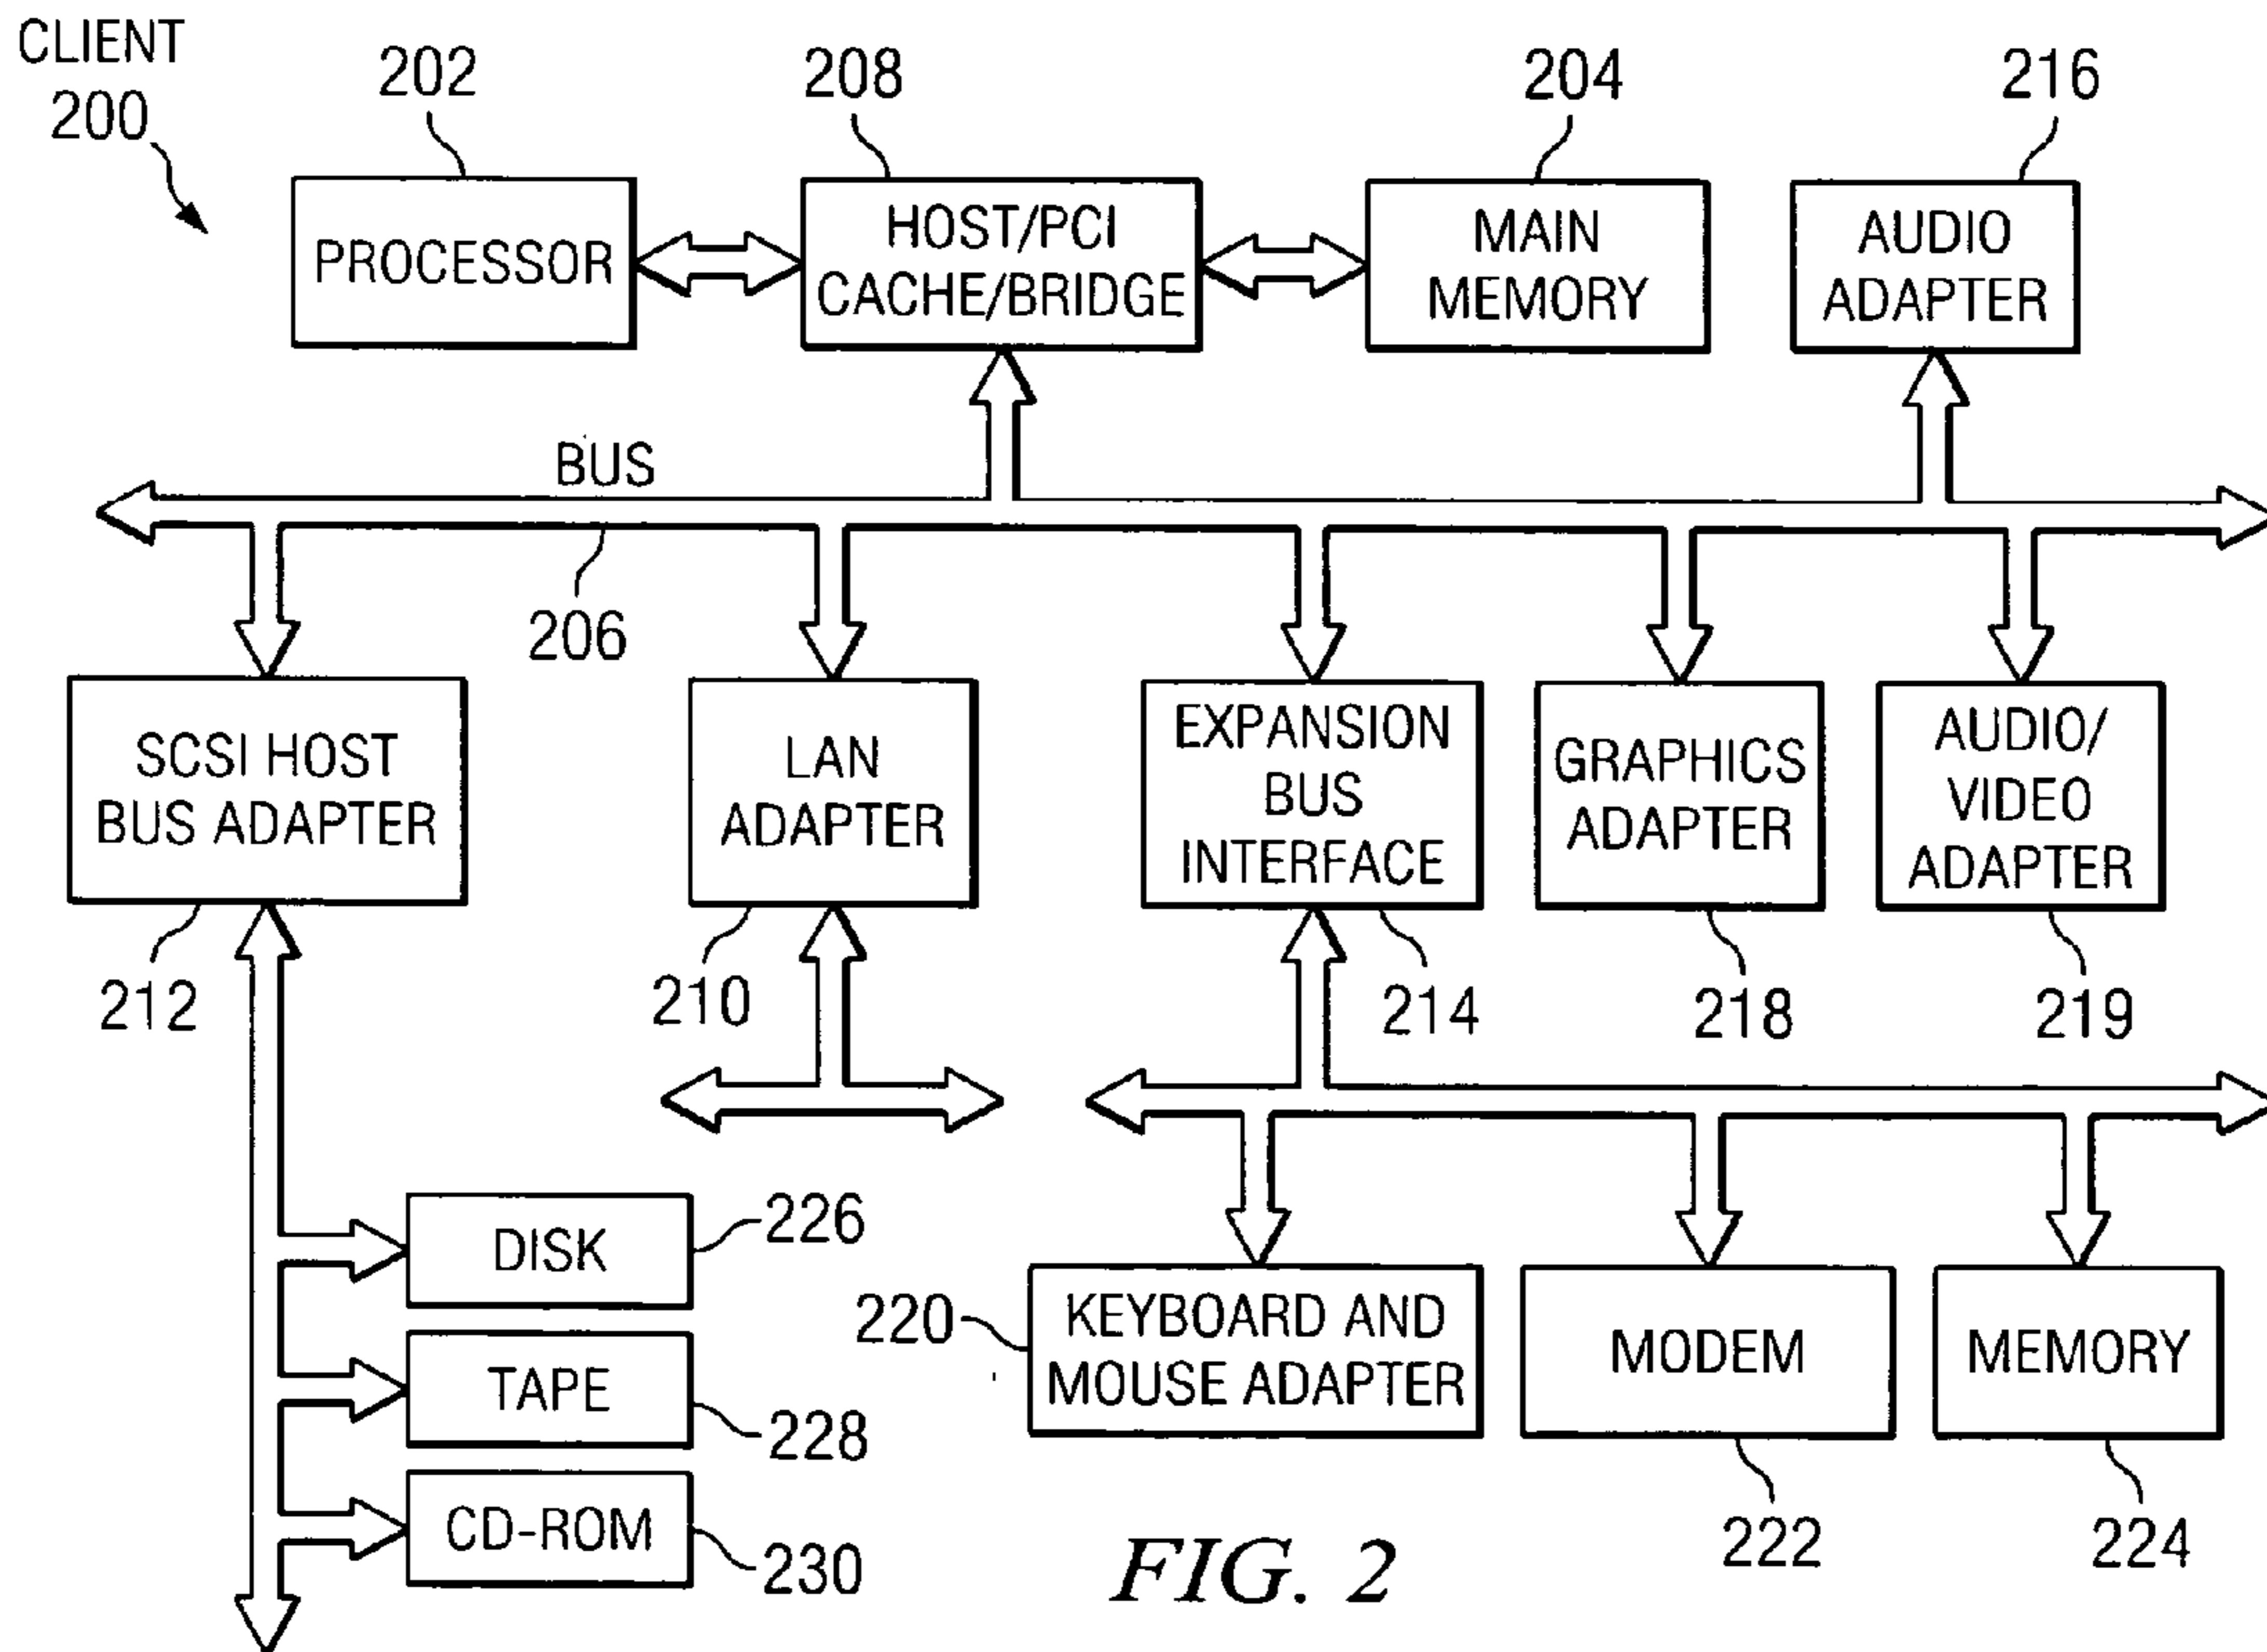 CLIENT
200
202
208
204
216
PROCESSOR
HOST/PCI
CACHE/BRIDGE
MAIN
MEMORY
AUDIO
ADAPTER
BUS
206
SCSI HOST
BUS ADAPTER
LAN
ADAPTER
EXPANSION
BUS
INTERFACE
GRAPHICS
ADAPTER
AUDIO/
VIDEO
ADAPTER
212
210
214
218
219
DISK
226
TAPE
228
CD-ROM
230
220
KEYBOARD AND
MOUSE ADAPTER
MODEM
MEMORY
222
224
FIG. 2